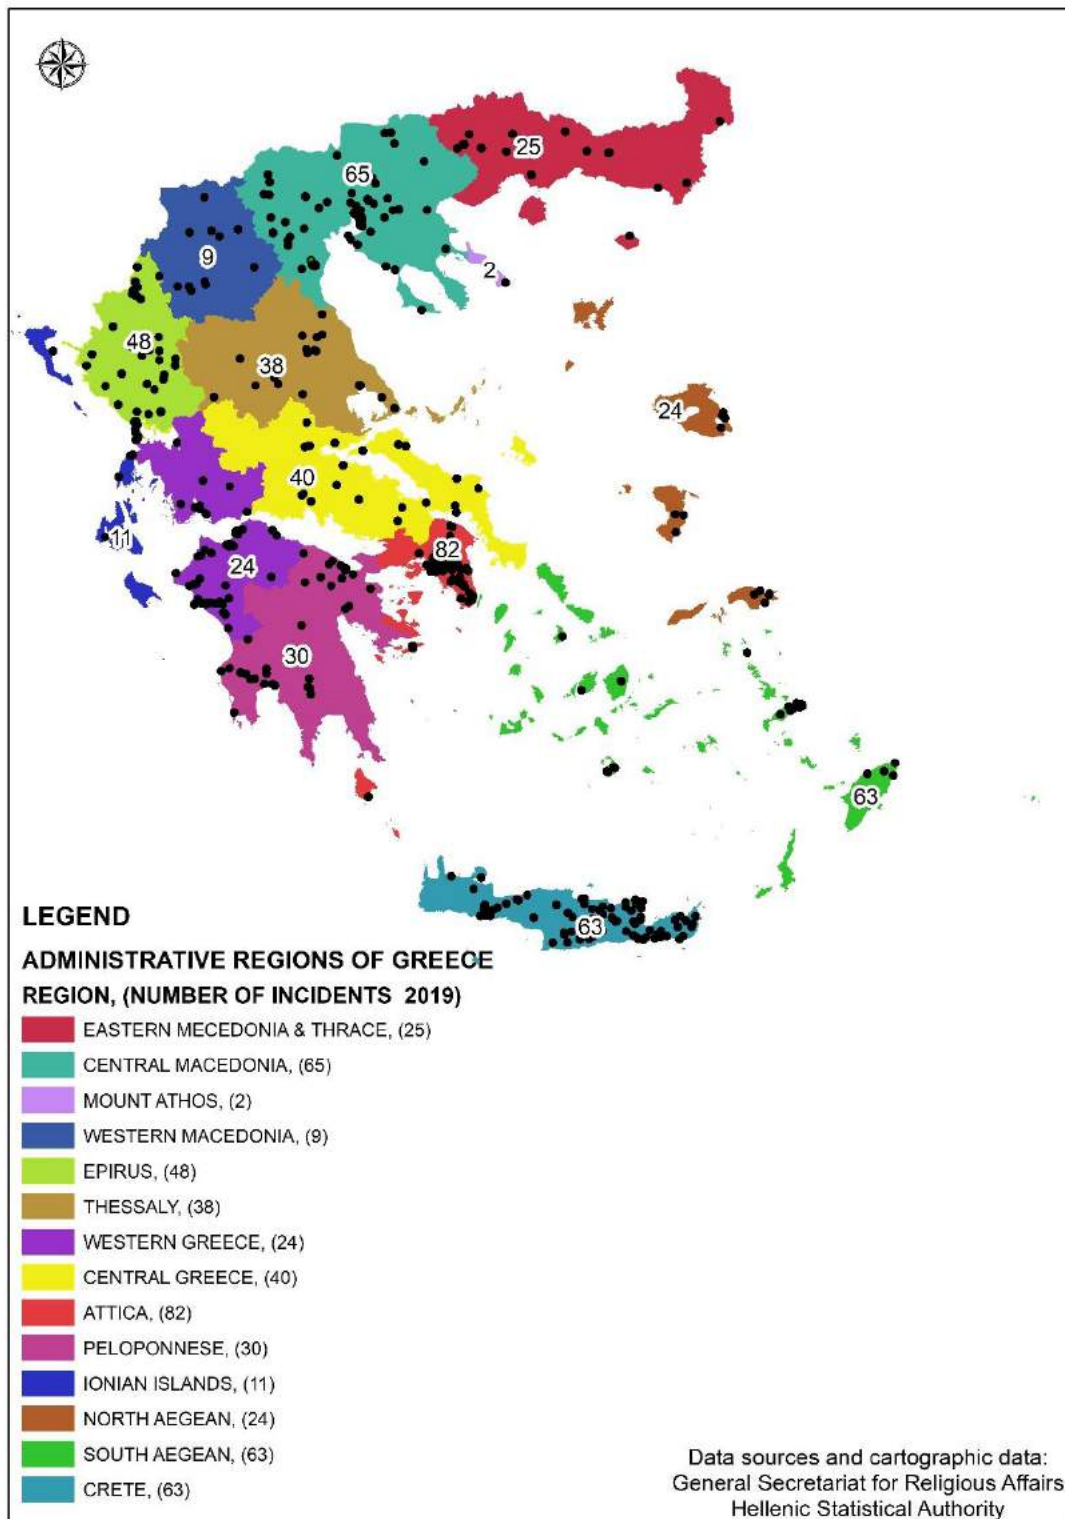 25
65
9
2
48
38
24
40
11
82
24
30
63
63
LEGEND
ADMINISTRATIVE REGIONS OF GREECE
REGION, (NUMBER OF INCIDENTS 2019)
EASTERN MECEDONIA & THRACE, (25)
CENTRAL MACEDONIA, (65)
MOUNT ATHOS, (2)
WESTERN MACEDONIA, (9)
EPIRUS, (48)
THESSALY, (38)
WESTERN GREECE, (24)
CENTRAL GREECE, (40)
ATTICA, (82)
PELOPONNESE, (30)
IONIAN ISLANDS, (11)
NORTH AEGEAN, (24)
SOUTH AEGEAN, (63)
CRETE, (63)
Data sources and cartographic data:
General Secretariat for Religious Affairs
Hellenic Statistical Authority